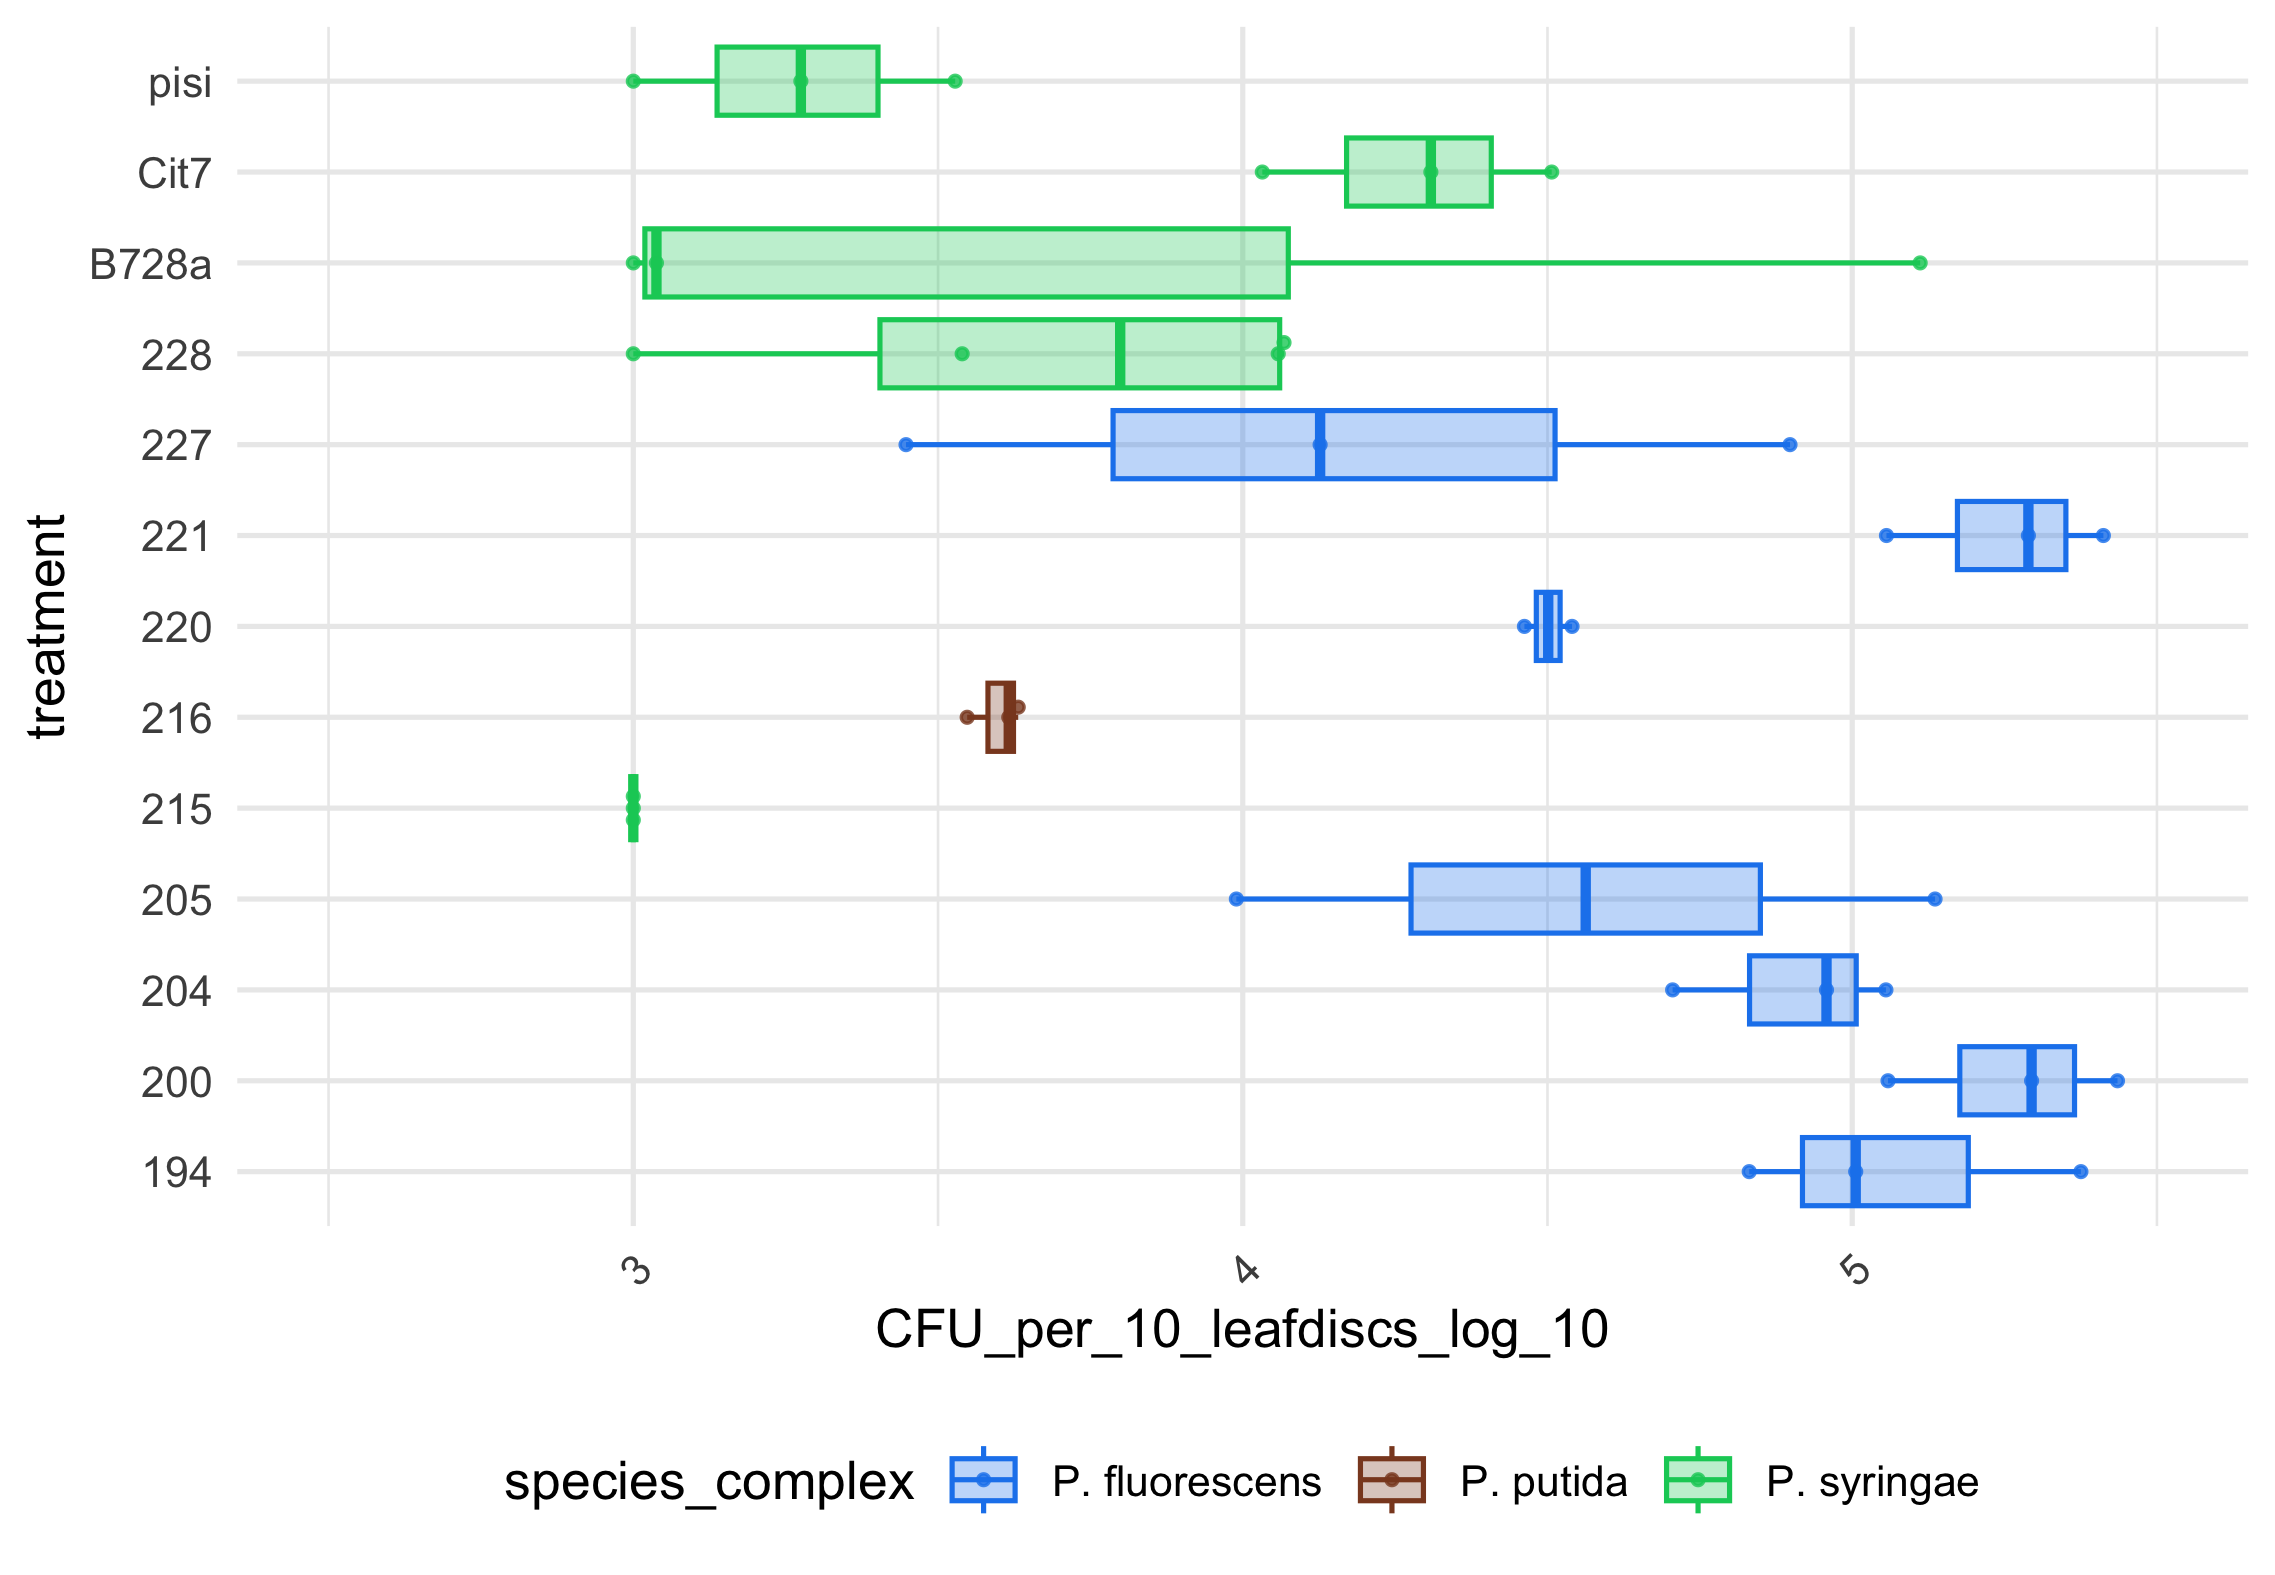 pisi
Cit7
B728a
228
227
221
220
216
215
205
204
200
194
treatment
3 4 5
CFU_per_10_leafdiscs_log_10
species_complex P. fluorescens P. putida P. syringae